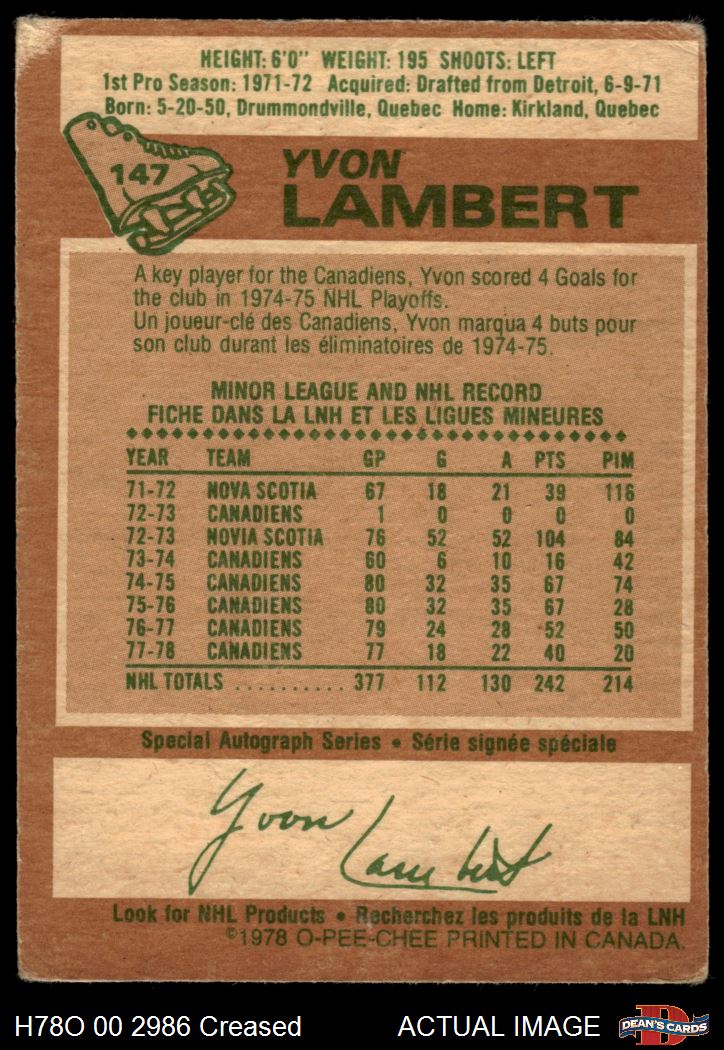 HEIGHT: 6'0" WEIGHT: 195 SHOOTS: LEFT
1st Pro Season: 1971-72 Acquired: Drafted from Detroit, 6-9-71
Born: 5-20-50, Drummondville, Quebec Home: Kirkland, Quebec
147
YVON
LAMBERT
A key player for the Canadiens, Yvon scored 4 Goals for
the club in 1974-75 NHL Playoffs.
Un joueur-clé des Canadiens, Yvon marqua 4 buts pour
son club durant les éliminatoires de 1974-75.
MINOR LEAGUE AND NHL RECORD
FICHE DANS LA LNH ET LES LIGUES MINEURES
YEAR TEAM GP G A PTS PIM
71-72 NOVA SCOTIA 67 18 21 39 116
72-73 CANADIENS 1 0 0 0 0
72-73 NOVIA SCOTIA 76 52 52 104 84
73-74 CANADIENS 60 6 10 16 42
74-75 CANADIENS 80 32 35 67 74
75-76 CANADIENS 80 32 35 67 28
76-77 CANADIENS 79 24 28 52 50
77-78 CANADIENS 77 18 22 40 20
NHL TOTALS .......... 377 112 130 242 214
Special Autograph Series • Série signée spéciale
Yvon Lambert
Look for NHL Products • Recherchez les produits de la LNH
©1978 O-PEE-CHEE PRINTED IN CANADA.
H78O 00 2986 Creased ACTUAL IMAGE D DEAN'S CARDS